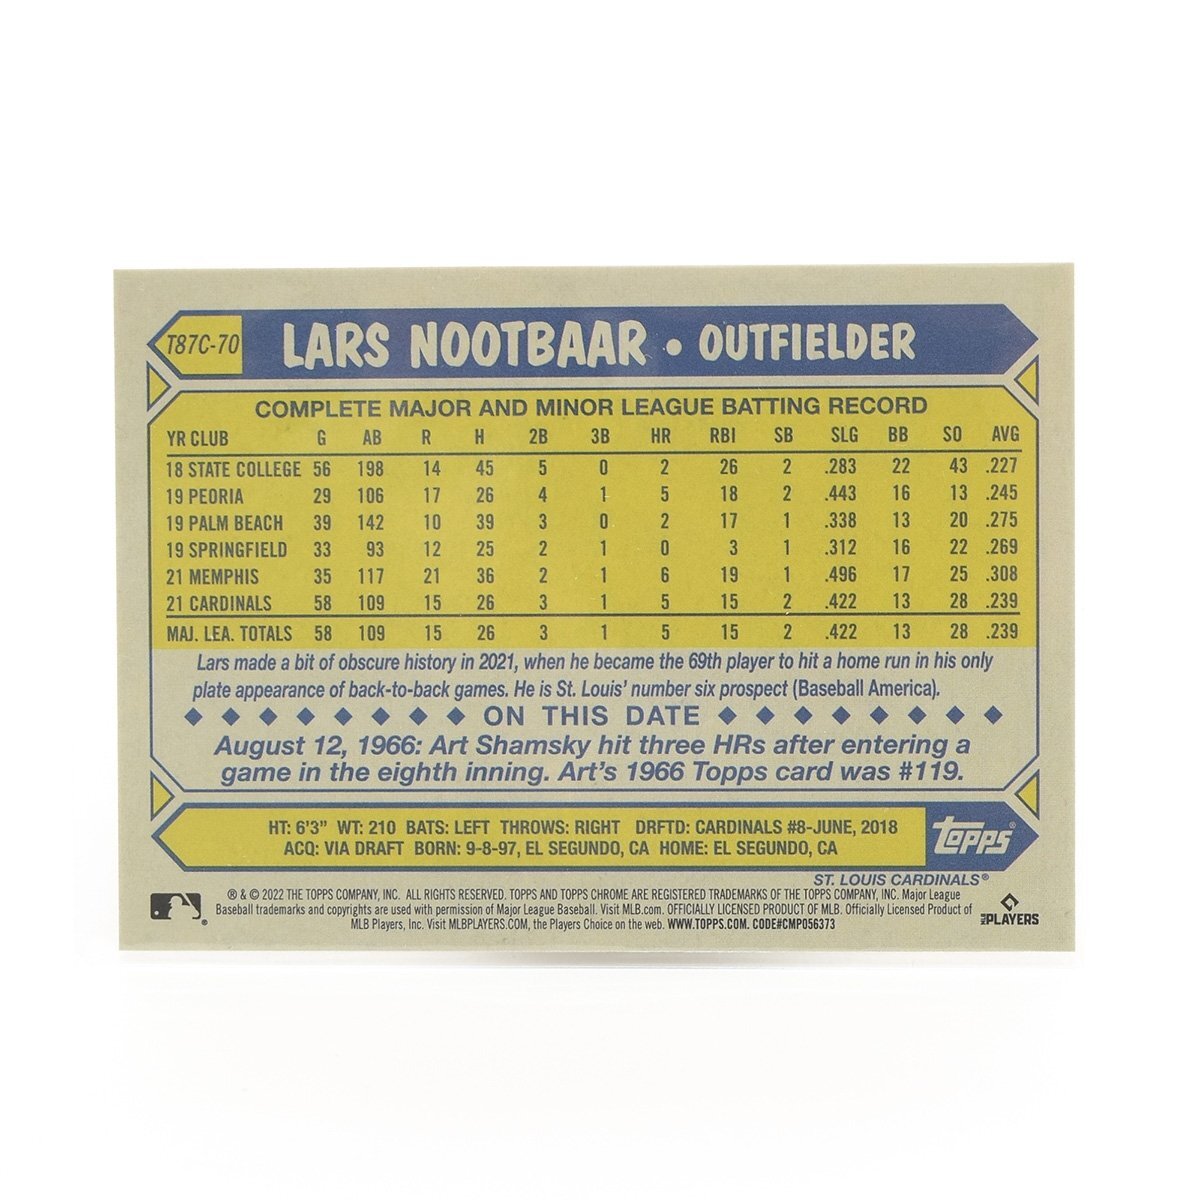 T87C-70 LARS NOOTBAAR • OUTFIELDER
COMPLETE MAJOR AND MINOR LEAGUE BATTING RECORD
YR CLUB G AB R H 2B 3B HR RBI SB SLG BB SO AVG
18 STATE COLLEGE 56 198 14 45 5 0 2 26 2 .283 22 43 .227
19 PEORIA 29 106 17 26 4 1 5 18 2 .443 16 13 .245
19 PALM BEACH 39 142 10 39 3 0 2 17 1 .338 13 20 .275
19 SPRINGFIELD 33 93 12 25 2 1 0 3 1 .312 16 22 .269
21 MEMPHIS 35 117 21 36 2 1 6 19 1 .496 17 25 .308
21 CARDINALS 58 109 15 26 3 1 5 15 2 .422 13 28 .239
MAJ. LEA. TOTALS 58 109 15 26 3 1 5 15 2 .422 13 28 .239
Lars made a bit of obscure history in 2021, when he became the 69th player to hit a home run in his only
plate appearance of back-to-back games. He is St. Louis' number six prospect (Baseball America).
◆ ◆ ◆ ◆ ◆ ◆ ◆ ◆ ON THIS DATE ◆ ◆ ◆ ◆ ◆ ◆ ◆ ◆
August 12, 1966: Art Shamsky hit three HRs after entering a
game in the eighth inning. Art's 1966 Topps card was #119.
HT: 6'3" WT: 210 BATS: LEFT THROWS: RIGHT DRFTD: CARDINALS #8-JUNE, 2018
ACQ: VIA DRAFT BORN: 9-8-97, EL SEGUNDO, CA HOME: EL SEGUNDO, CA
topps®
ST. LOUIS CARDINALS®
® & © 2022 THE TOPPS COMPANY, INC. ALL RIGHTS RESERVED. TOPPS AND TOPPS CHROME ARE REGISTERED TRADEMARKS OF THE TOPPS COMPANY, INC. Major League
Baseball trademarks and copyrights are used with permission of Major League Baseball. Visit MLB.com. OFFICIALLY LICENSED PRODUCT OF MLB. Officially Licensed Product of
MLB Players, Inc. Visit MLBPLAYERS.COM, the Players Choice on the web. WWW.TOPPS.COM. CODE#CMP056373
MLB PLAYERS